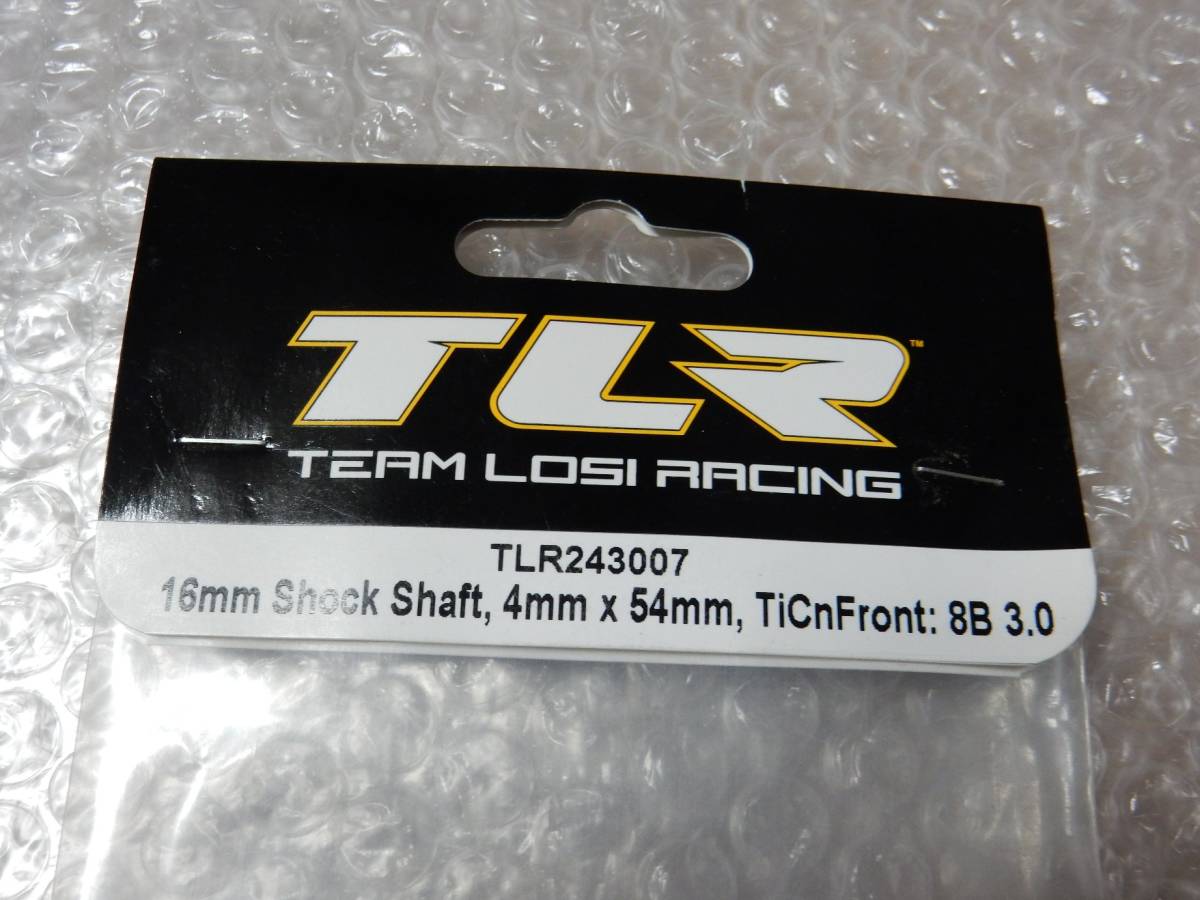 TLR™
TEAM LOSI RACING
TLR243007
16mm Shock Shaft, 4mm x 54mm, TiCnFront: 8B 3.0